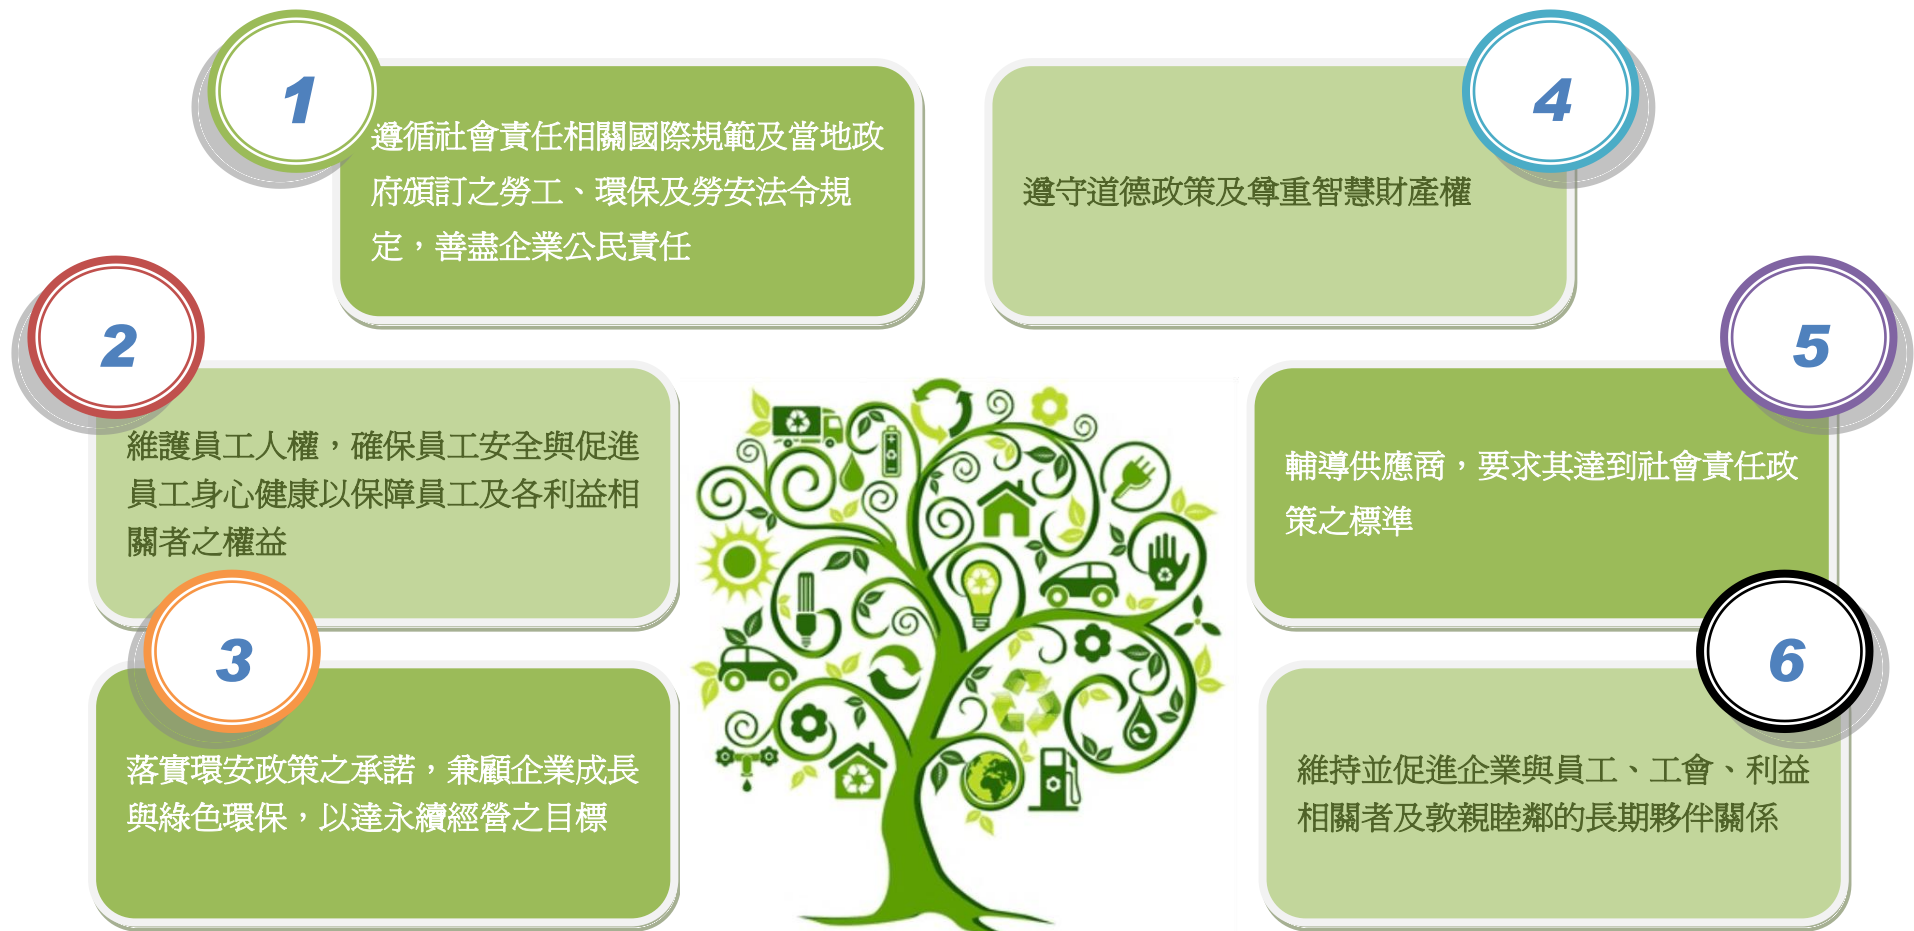 1
遵循社會責任相關國際規範及當地政
府頒訂之勞工、環保及勞安法令規
定，善盡企業公民責任
2
維護員工人權，確保員工安全與促進
員工身心健康以保障員工及各利益相
關者之權益
3
落實環安政策之承諾，兼顧企業成長
與綠色環保，以達永續經營之目標
4
遵守道德政策及尊重智慧財產權
5
輔導供應商，要求其達到社會責任政
策之標準
6
維持並促進企業與員工、工會、利益
相關者及敦親睦鄰的長期夥伴關係